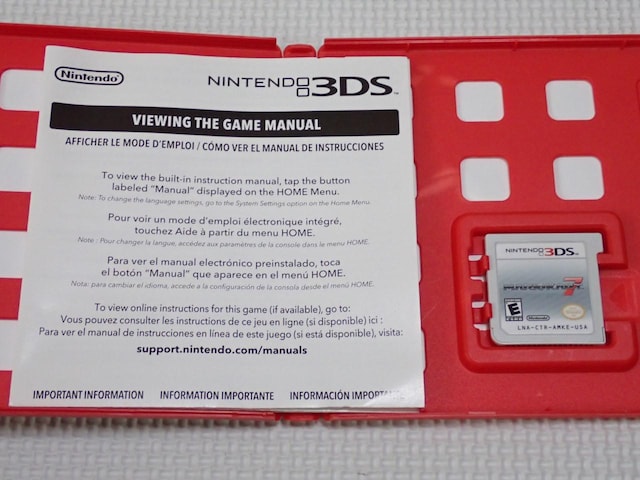 Nintendo
NINTENDO 3DS™
VIEWING THE GAME MANUAL
AFFICHER LE MODE D'EMPLOI / CÓMO VER EL MANUAL DE INSTRUCCIONES
To view the built-in instruction manual, tap the button
labeled "Manual" displayed on the HOME Menu.
Note: To change the language settings, go to the System Settings option on the Home Menu.
Pour voir un mode d'emploi électronique intégré,
touchez Aide à partir du menu HOME.
Note : Pour changer la langue, accédez aux paramètres de la console dans le menu HOME.
Para ver el manual electrónico preinstalado, toca
el botón "Manual" que aparece en el menú HOME.
Nota: para cambiar el idioma, accede a la configuración de la consola desde el menú HOME.
To view online instructions for this game (if available), go to:
Vous pouvez consulter les instructions de ce jeu en ligne (si disponible) ici :
Para ver el manual de instrucciones en línea de este juego (si está disponible), visita:
support.nintendo.com/manuals
IMPORTANT INFORMATION INFORMATION IMPORTANTE INFORMACIÓN
NINTENDO 3DS™
MARIOKART 7
E
Nintendo
LNA-CTR-AMKE-USA